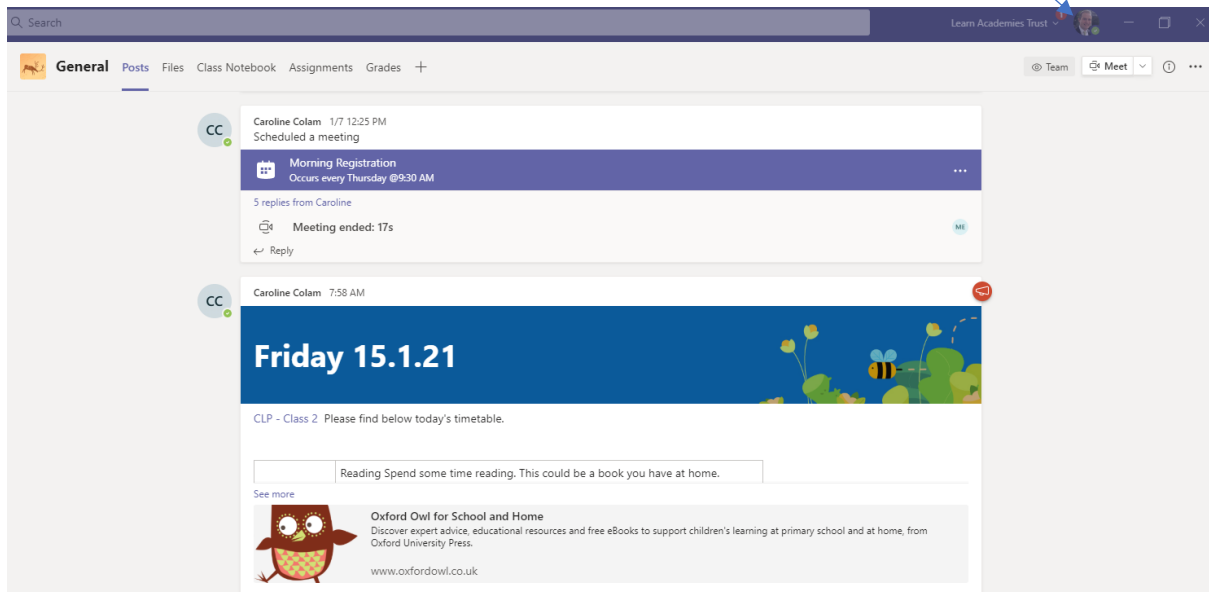 Search
Learn Academies Trust
General Posts Files Class Notebook Assignments Grades
Team Meet
CC
Caroline Colam 1/7 12:25 PM
Scheduled a meeting
Morning Registration
Occurs every Thursday @9:30 AM
5 replies from Caroline
Meeting ended: 17s
ME
Reply
CC
Caroline Colam 7:58 AM
Friday 15.1.21
CLP - Class 2 Please find below today's timetable.
Reading Spend some time reading. This could be a book you have at home.
See more
Oxford Owl for School and Home
Discover expert advice, educational resources and free eBooks to support children's learning at primary school and at home, from
Oxford University Press.
www.oxfordowl.co.uk